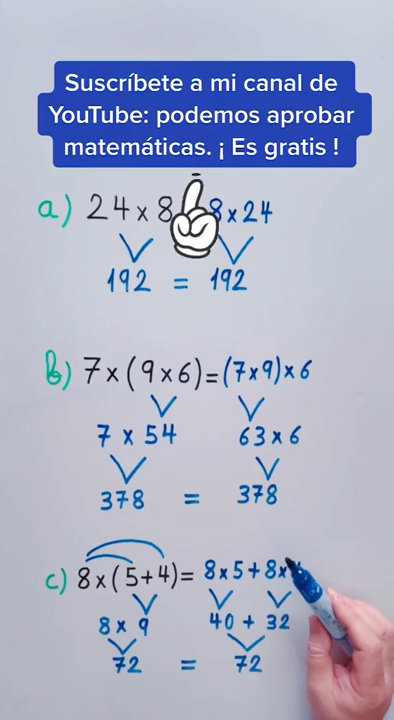 Suscríbete a mi canal de
YouTube: podemos aprobar
matemáticas. ¡ Es gratis !
a) 24 x 8 8 x 24
192 = 192
b) 7 x ( 9 x 6 ) = (7 x 9) x 6
7 x 54 63 x 6
378 = 378
c) 8 x ( 5 + 4 ) = 8 x 5 + 8 x
8 x 9 40 + 32
72 = 72